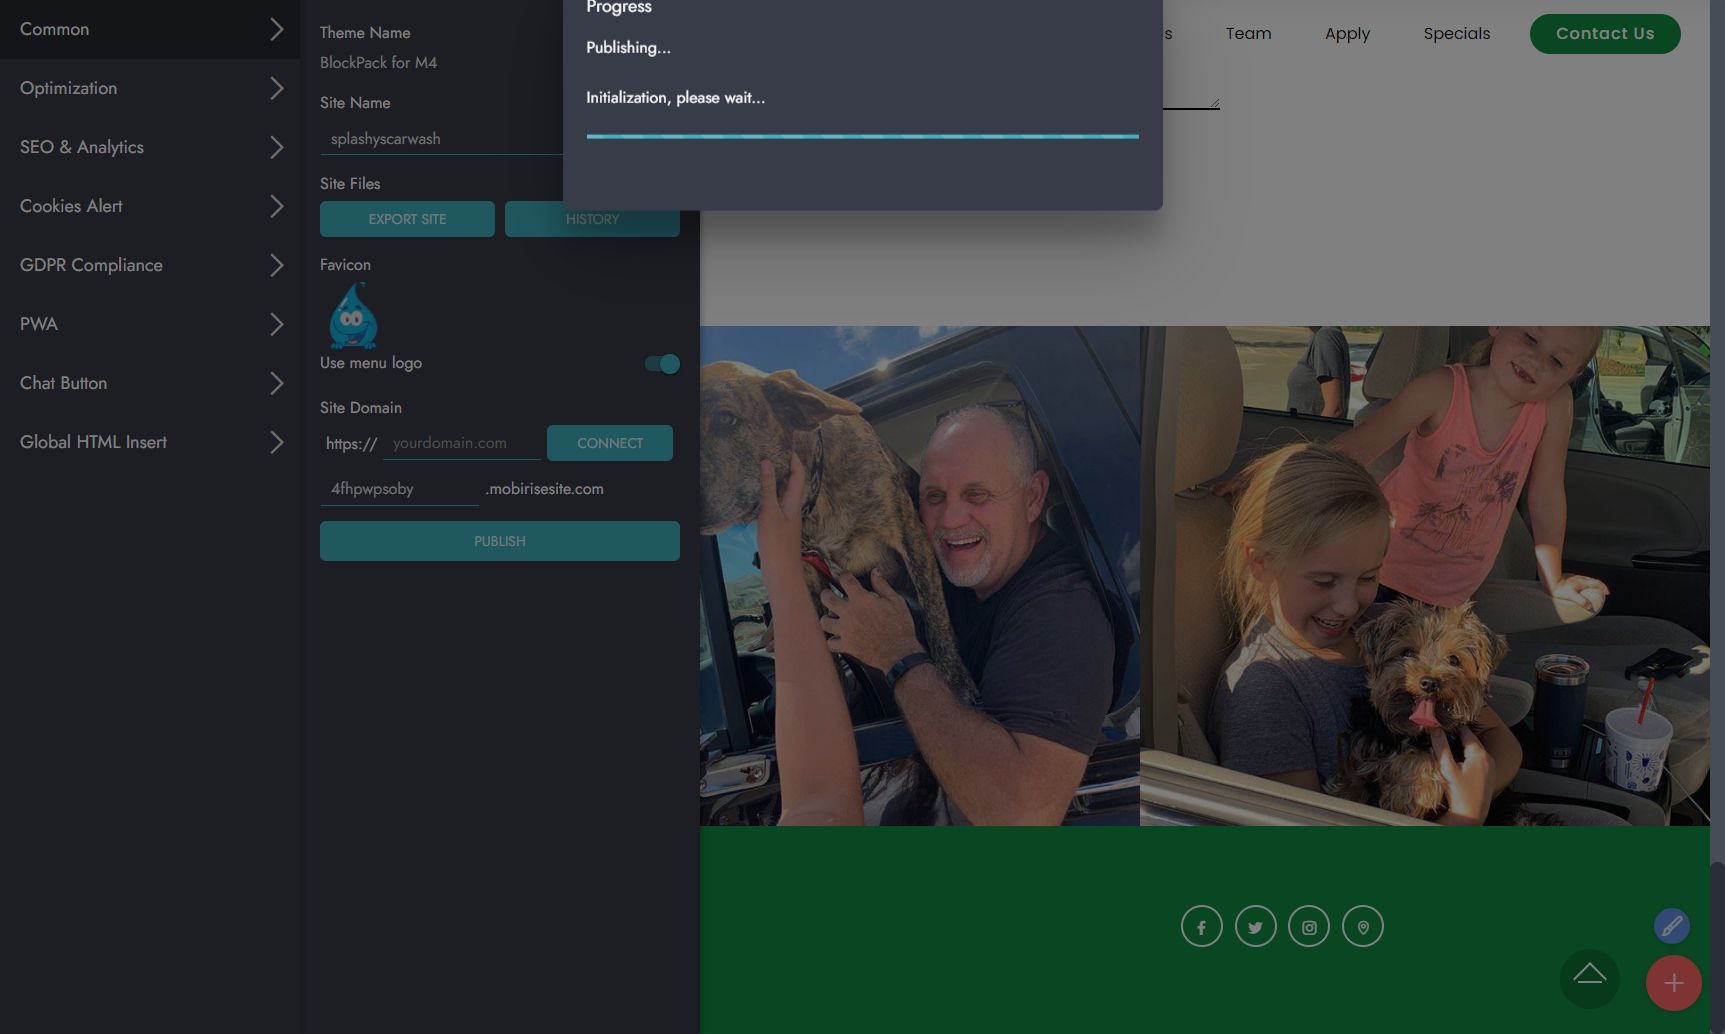 Common
Optimization
SEO & Analytics
Cookies Alert
GDPR Compliance
PWA
Chat Button
Global HTML Insert
Theme Name
BlockPack for M4
Site Name
splashyscarwash
Site Files
EXPORT SITE
HISTORY
Favicon
Use menu logo
Site Domain
https:// yourdomain.com CONNECT
4fhpwpsoby .mobirisesite.com
PUBLISH
Progress
Publishing...
Initialization, please wait...
Team Apply Specials Contact Us
YETI